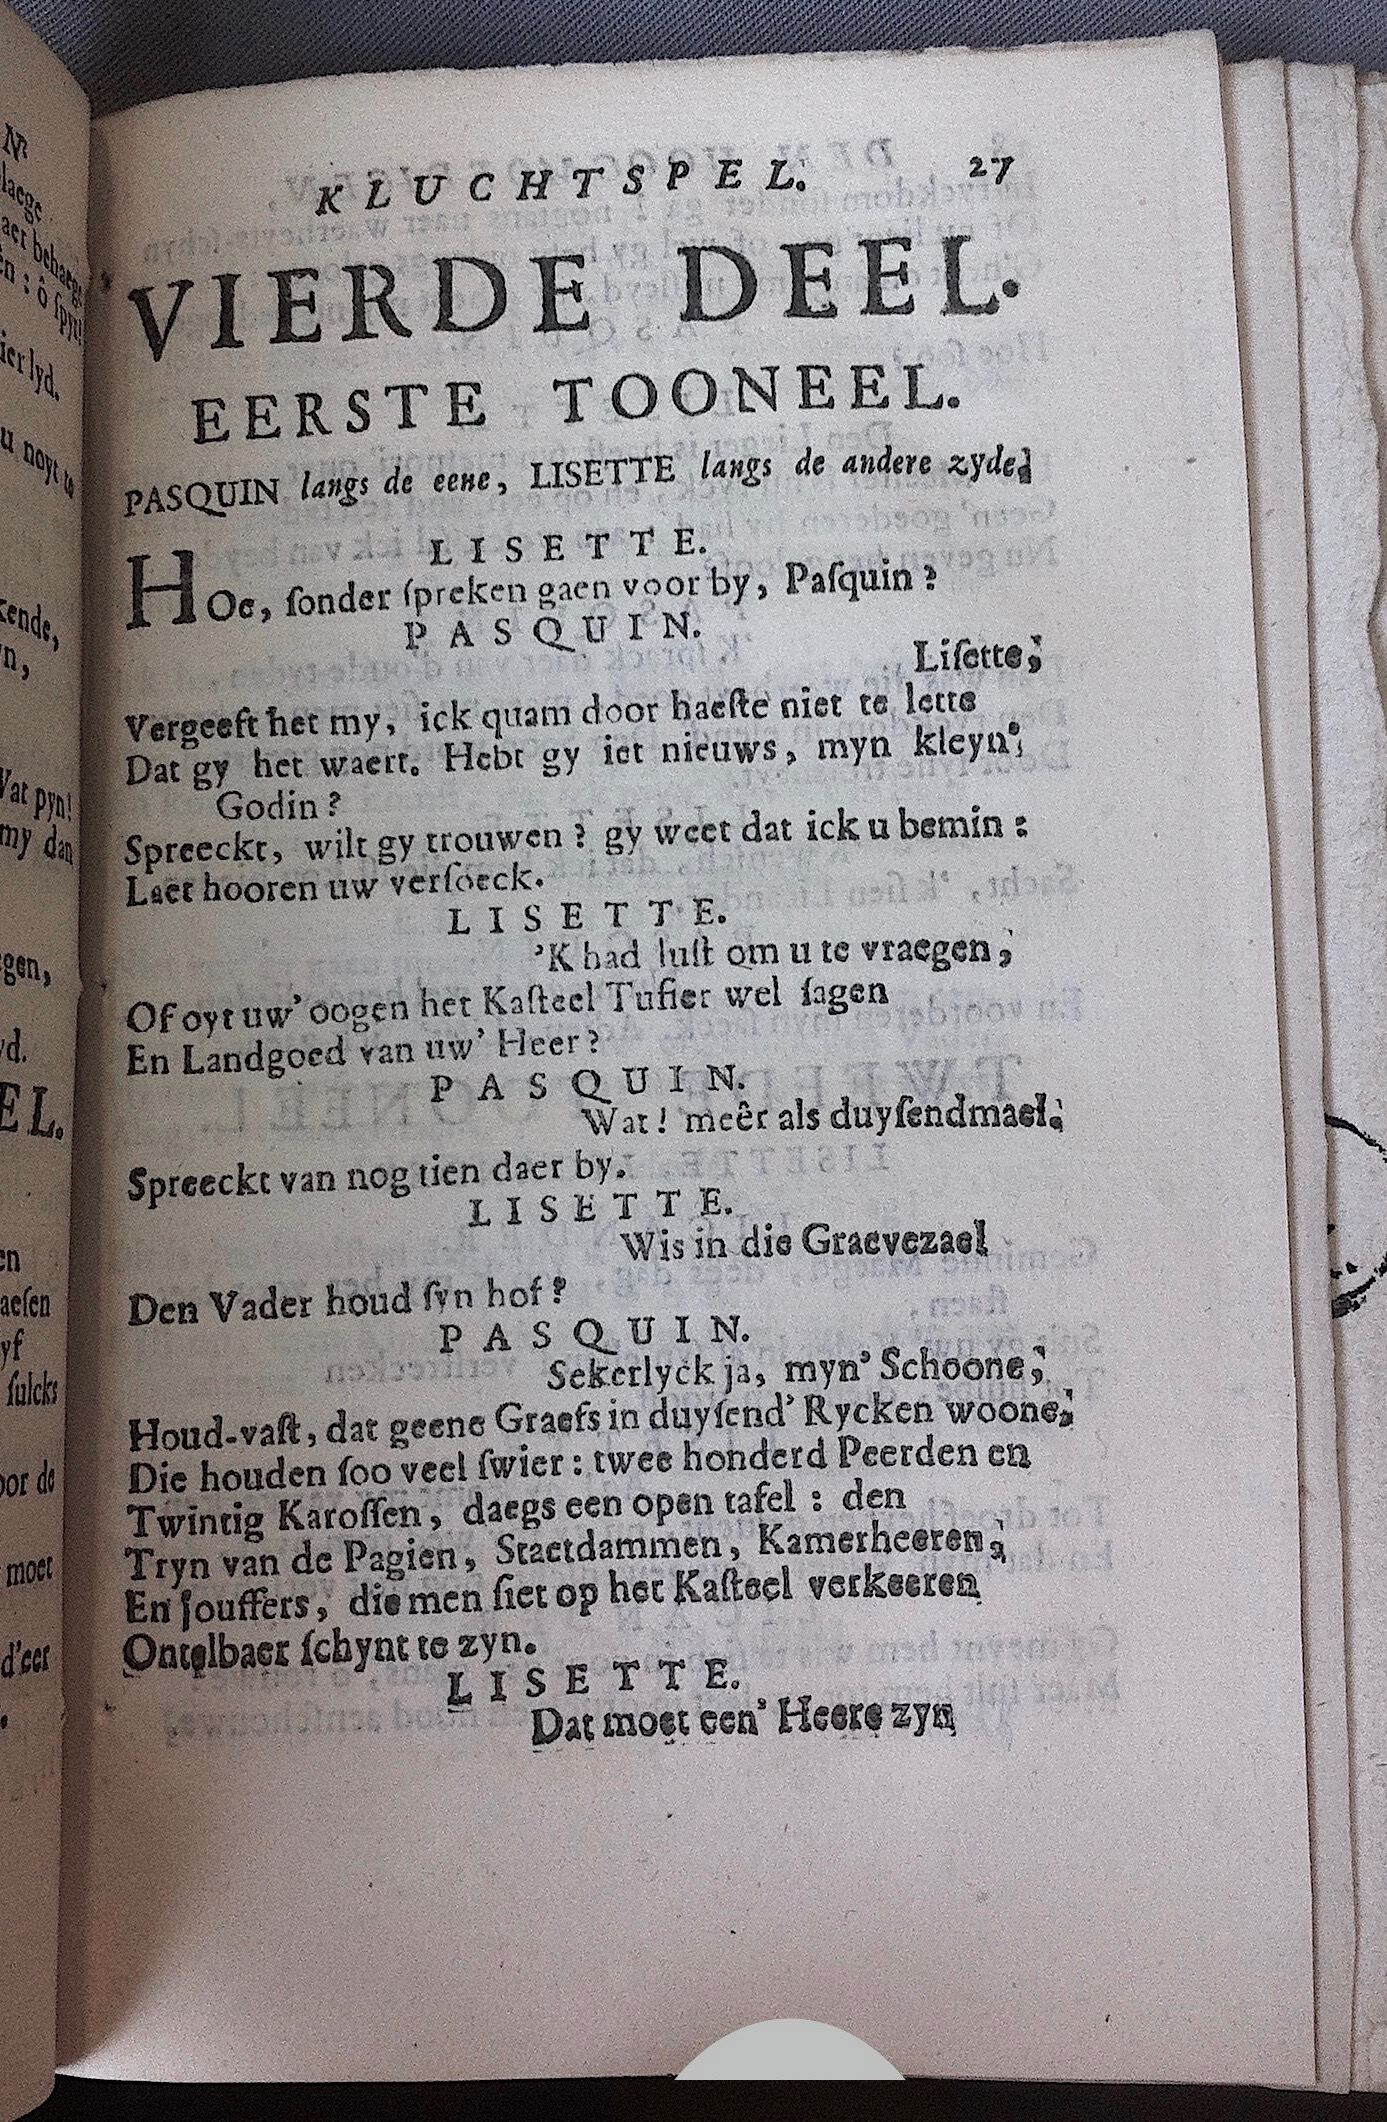 KLUCHTSPEL. 27
VIERDE DEEL.
EERSTE TOONEEL.
PASQUIN langs de eene, LISETTE langs de andere zyde.
LISETTE.
HOe, ſonder ſpreken gaen voor by, Paſquin?
PASQUIN.
Liſette,
Vergeeft het my, ick quam door haeſte niet te lette
Dat gy het waert. Hebt gy iet nieuws, myn kleyn'
Godin?
Spreeckt, wilt gy trouwen? gy weet dat ick u bemin:
Laet hooren uw verſoeck.
LISETTE.
'K had luſt om u te vraegen,
Of oyt uw' oogen het Kaſteel Tufier wel ſagen
En Landgoed van uw' Heer?
PASQUIN.
Wat! meêr als duyſendmael.
Spreeckt van nog tien daer by.
LISETTE.
Wis in die Graevezael
Den Vader houd ſyn hof?
PASQUIN.
Sekerlyck ja, myn' Schoone,
Houd-vaſt, dat geene Graefs in duyſend' Rycken woone,
Die houden ſoo veel ſwier: twee honderd Peerden en
Twintig Karoſſen, daegs een open tafel: den
Tryn van de Pagien, Staetdammen, Kamerheeren,
En Jouffers, die men ſiet op het Kaſteel verkeeren
Ontelbaer ſchynt te zyn.
LISETTE.
Dat moet een' Heere zyn